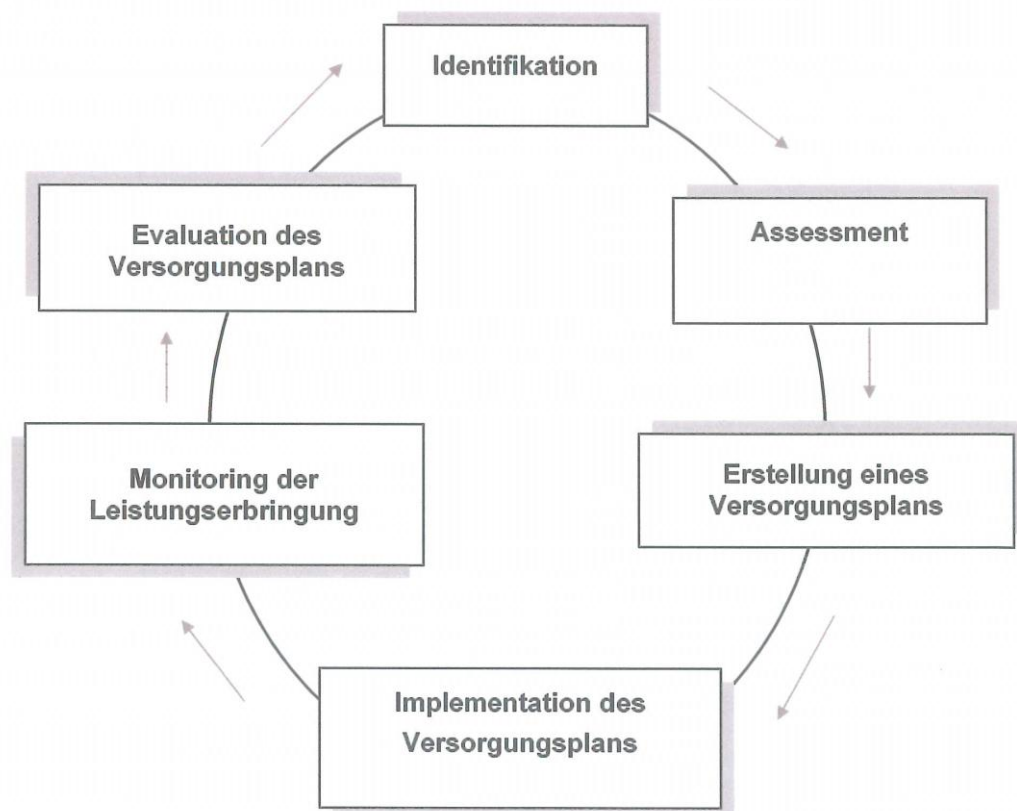 Identifikation
Assessment
Erstellung eines
Versorgungsplans
Implementation des
Versorgungsplans
Monitoring der
Leistungserbringung
Evaluation des
Versorgungsplans